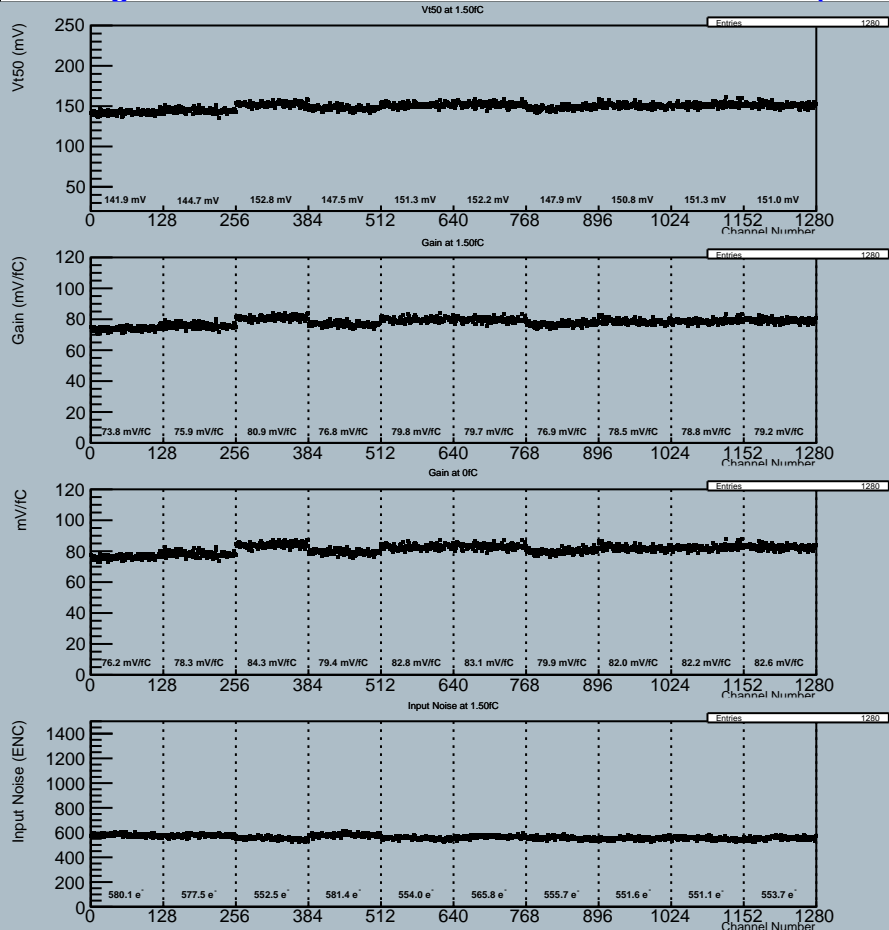 Vt50 at 1.50fC
Entries 1280
Vt50 (mV)
250
200
150
100
50
141.9 mV 144.7 mV 152.8 mV 147.5 mV 151.3 mV 152.2 mV 147.9 mV 150.8 mV 151.3 mV 151.0 mV
0 128 256 384 512 640 768 896 1024 1152 1280
Channel Number
Gain at 1.50fC
Entries 1280
Gain (mV/fC)
120
100
80
60
40
20
0
73.8 mV/fC 75.9 mV/fC 80.9 mV/fC 76.8 mV/fC 79.8 mV/fC 79.7 mV/fC 76.9 mV/fC 78.5 mV/fC 78.8 mV/fC 79.2 mV/fC
0 128 256 384 512 640 768 896 1024 1152 1280
Channel Number
Gain at 0fC
Entries 1280
mV/fC
120
100
80
60
40
20
0
76.2 mV/fC 78.3 mV/fC 84.3 mV/fC 79.4 mV/fC 82.8 mV/fC 83.1 mV/fC 79.9 mV/fC 82.0 mV/fC 82.2 mV/fC 82.6 mV/fC
0 128 256 384 512 640 768 896 1024 1152 1280
Channel Number
Input Noise at 1.50fC
Entries 1280
Input Noise (ENC)
1400
1200
1000
800
600
400
200
0
580.1 e⁻ 577.5 e⁻ 552.5 e⁻ 581.4 e⁻ 554.0 e⁻ 565.8 e⁻ 555.7 e⁻ 551.6 e⁻ 551.1 e⁻ 553.7 e⁻
0 128 256 384 512 640 768 896 1024 1152 1280
Channel Number